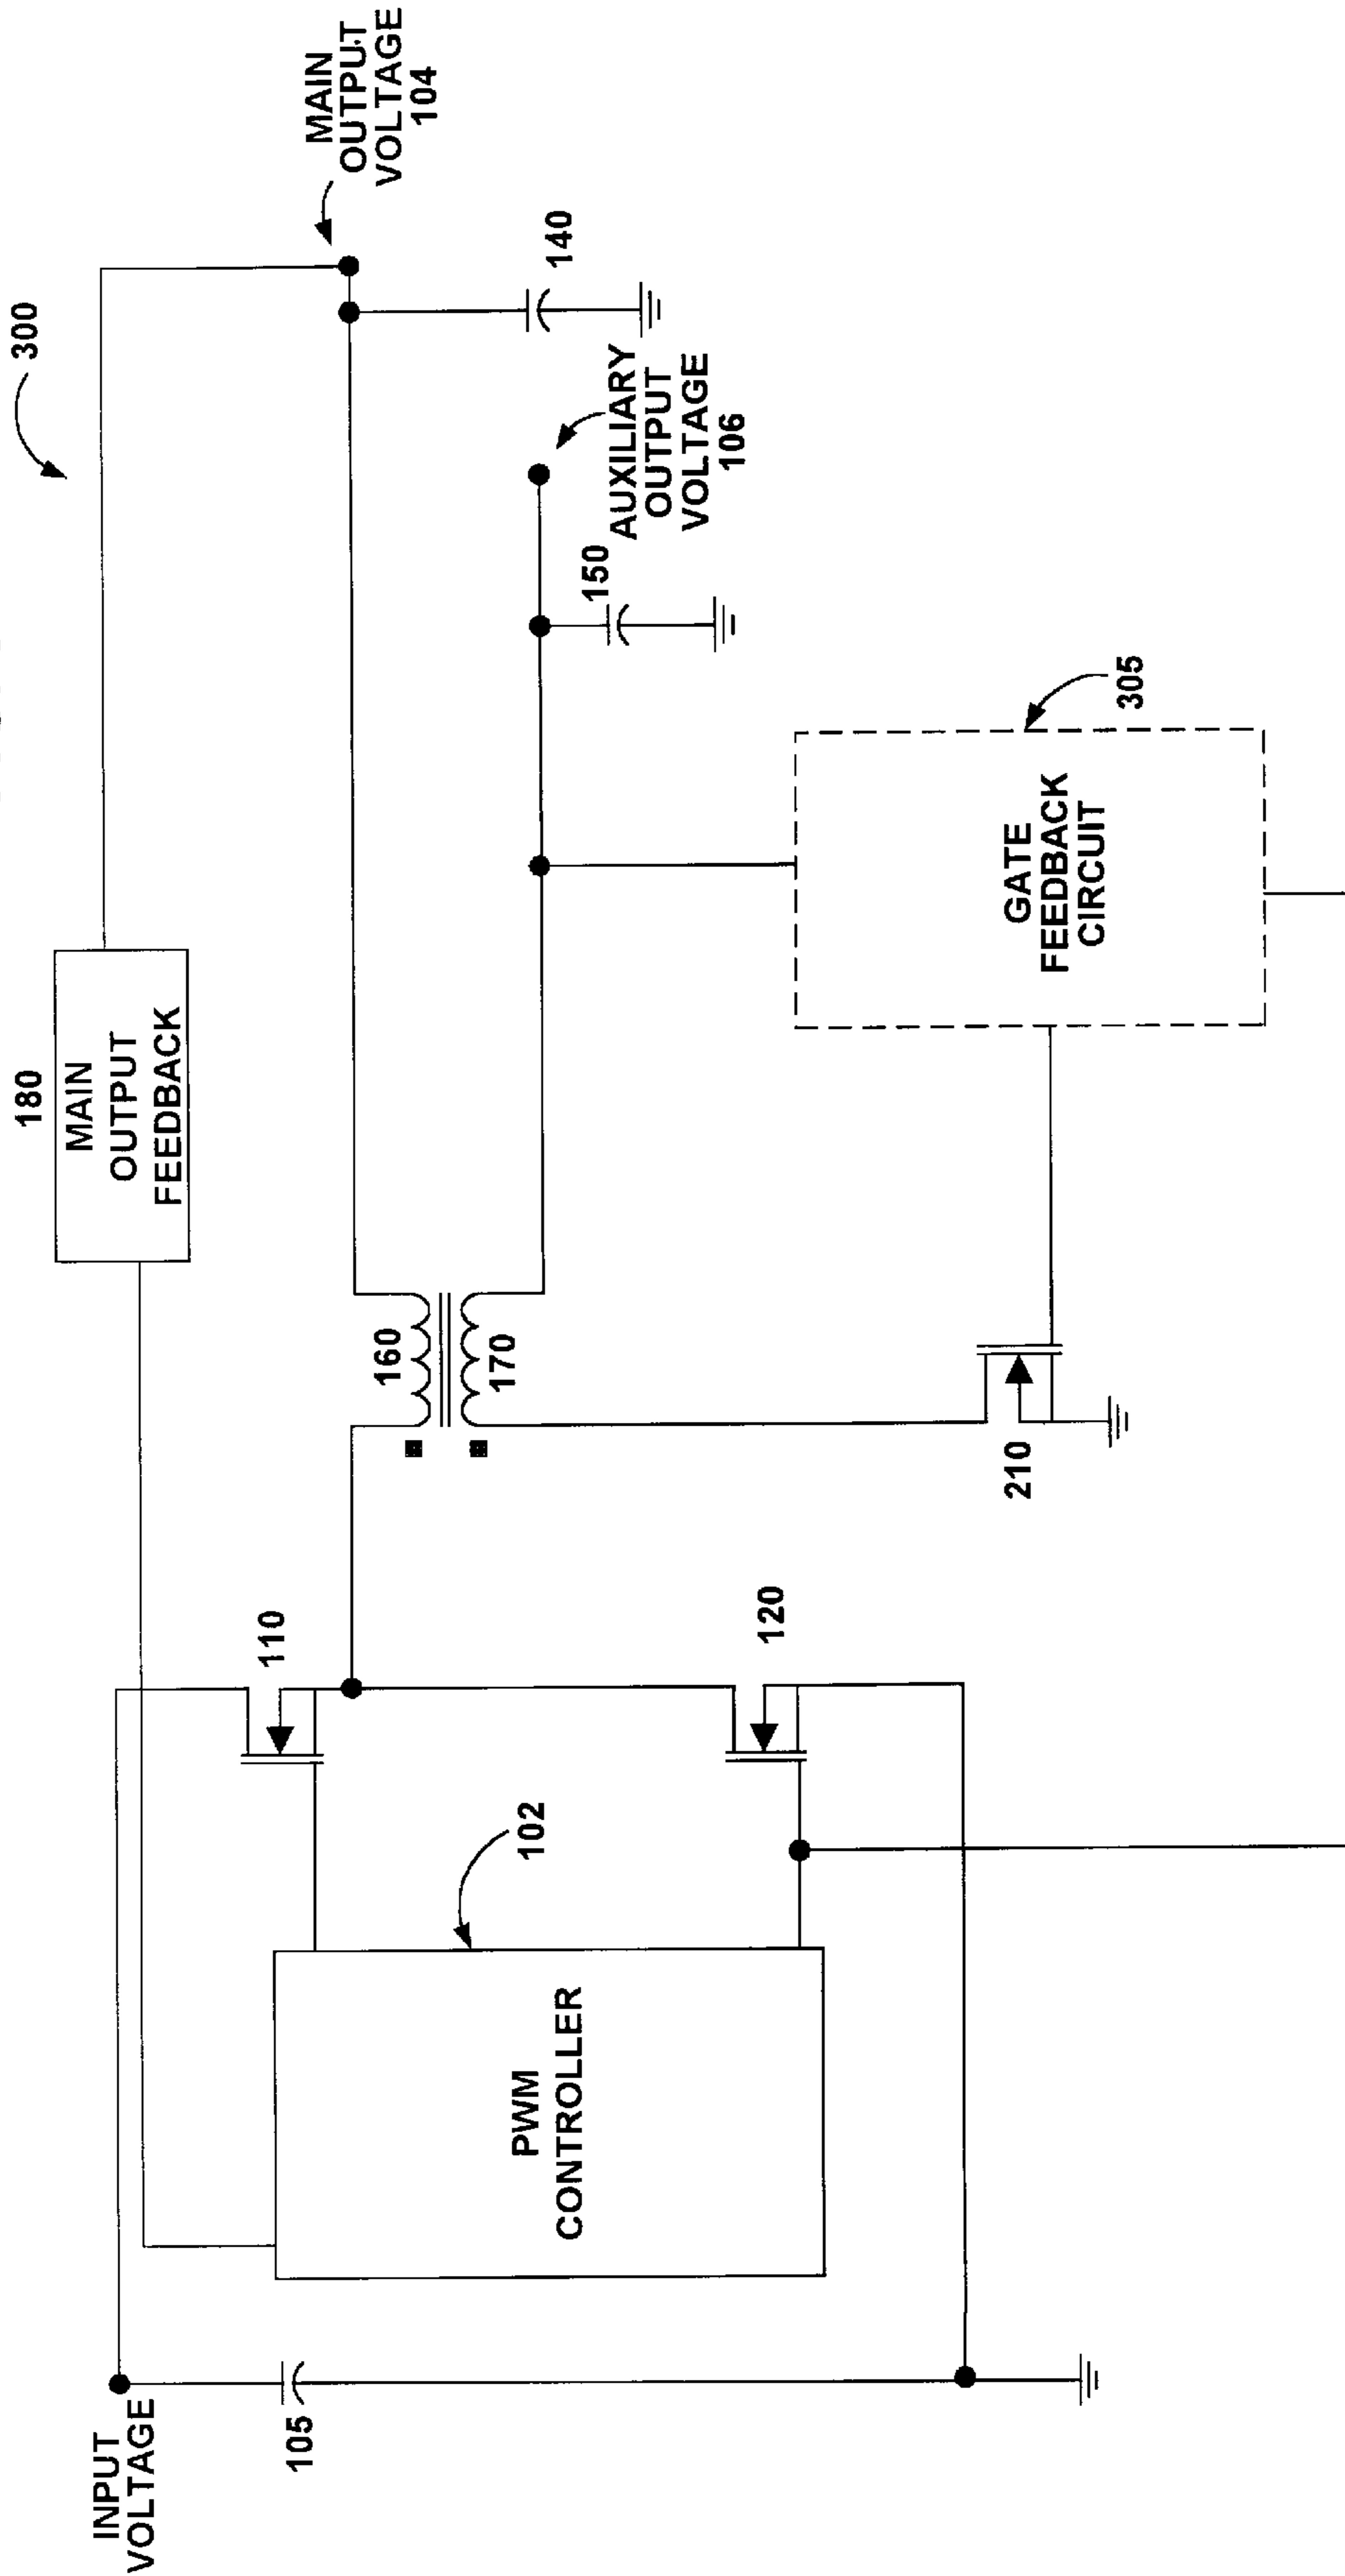 300
180
MAIN
OUTPUT
FEEDBACK
MAIN
OUTPUT
VOLTAGE
104
INPUT
VOLTAGE
105
110
160
170
140
150
AUXILIARY
OUTPUT
VOLTAGE
106
102
PWM
CONTROLLER
120
210
GATE
FEEDBACK
CIRCUIT
305